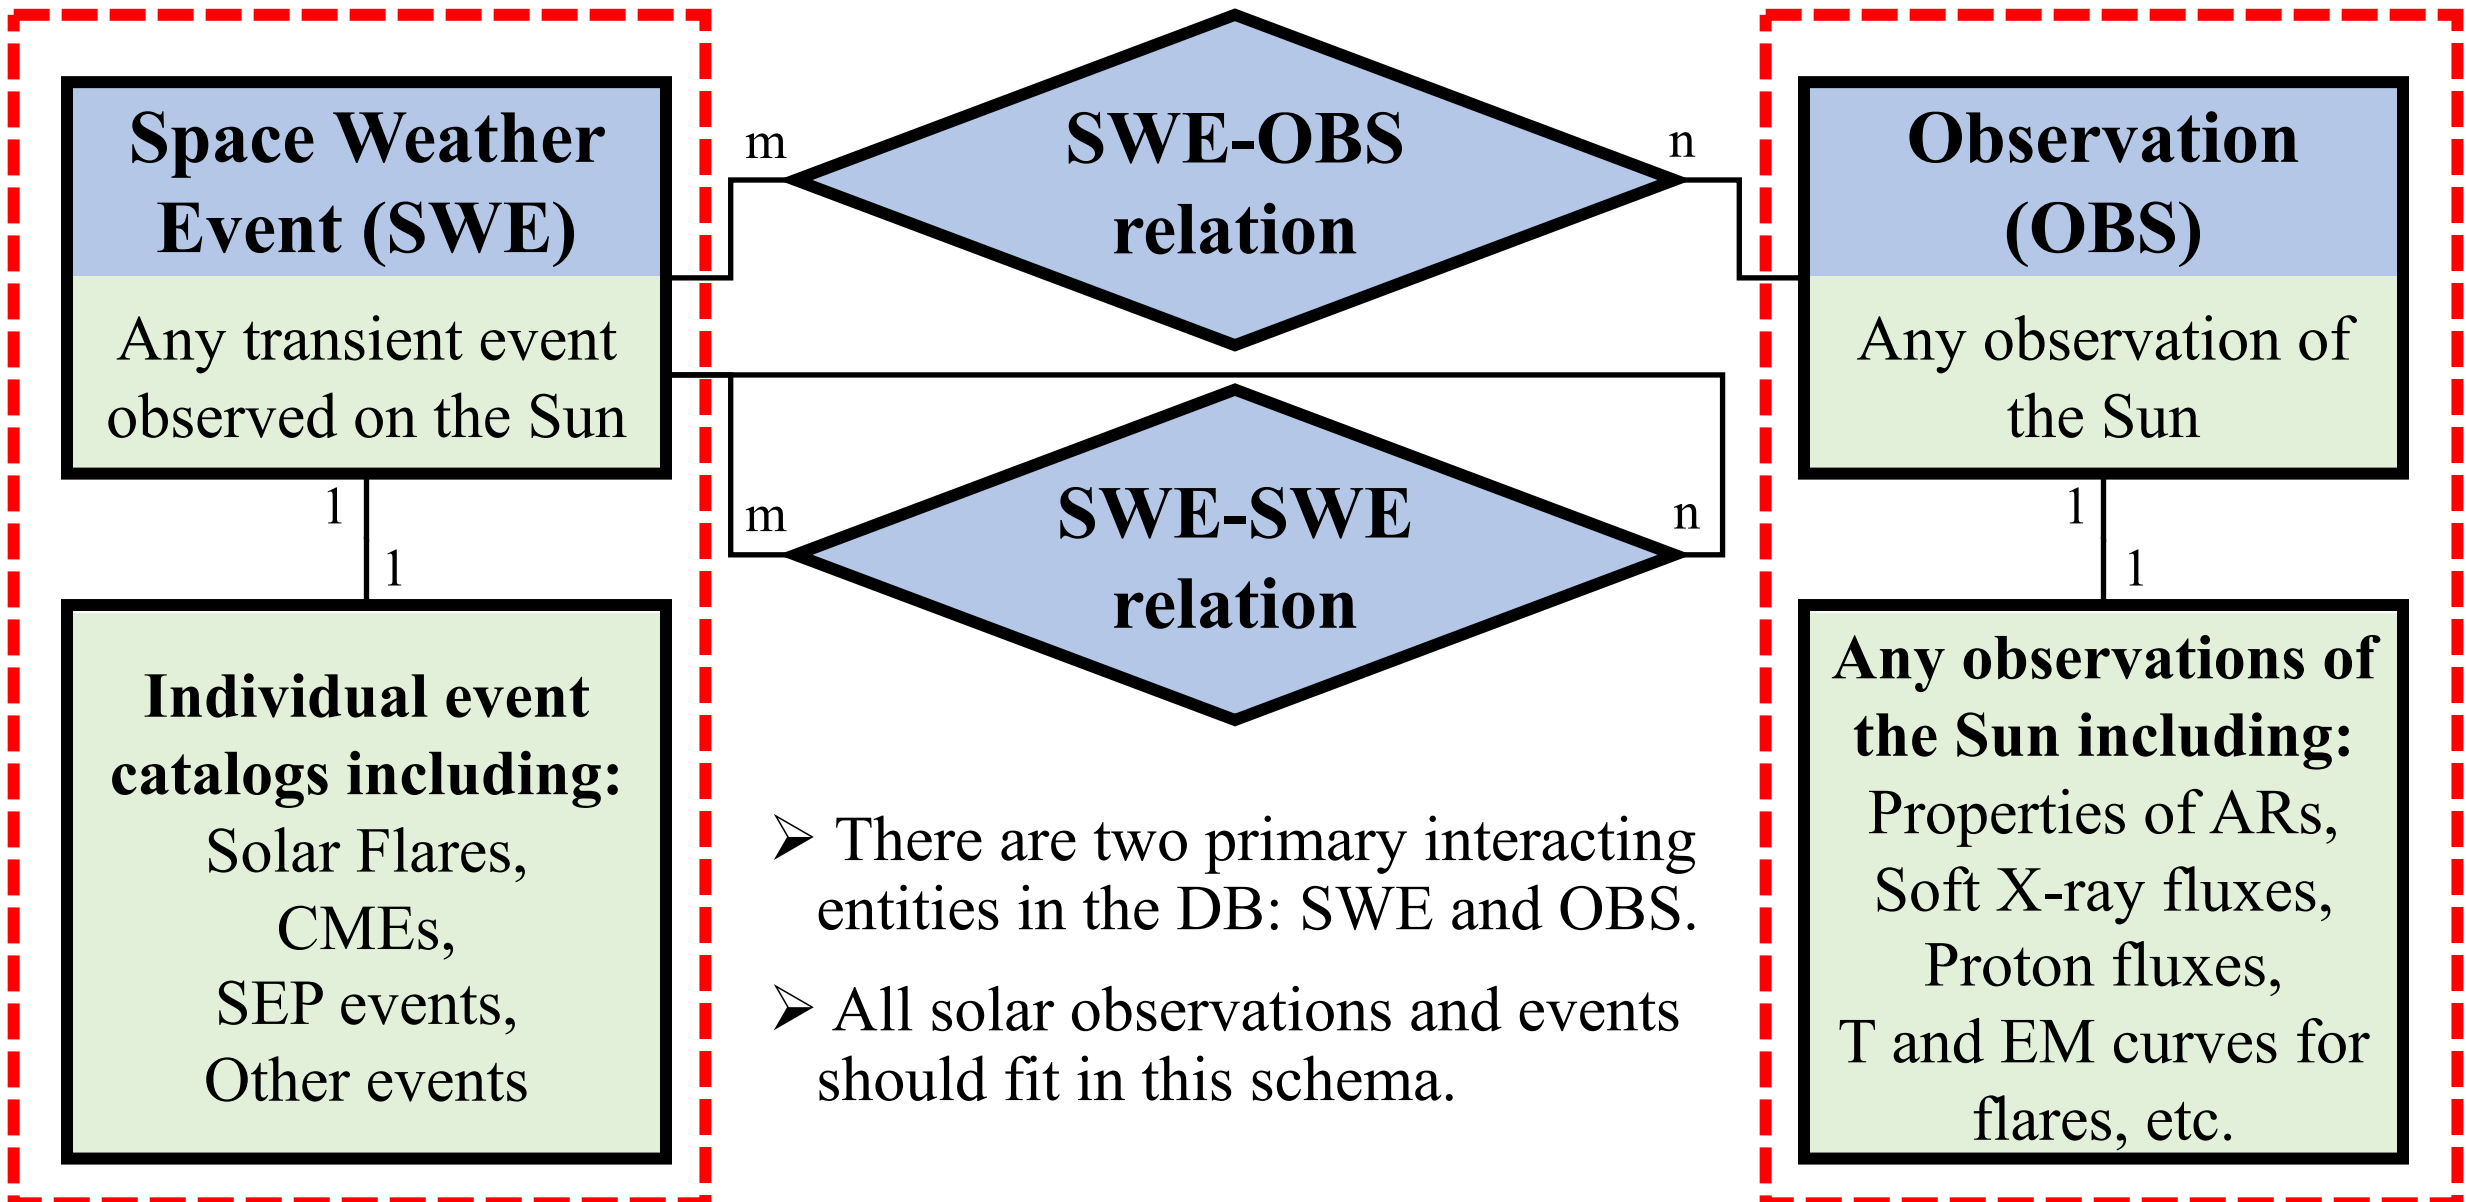 Space Weather
Event (SWE)
Any transient event
observed on the Sun
1
1
Individual event
catalogs including:
Solar Flares,
CMEs,
SEP events,
Other events
m
SWE-OBS
relation
n
m
SWE-SWE
relation
n
➢ There are two primary interacting
entities in the DB: SWE and OBS.
➢ All solar observations and events
should fit in this schema.
Observation
(OBS)
Any observation of
the Sun
1
1
Any observations of
the Sun including:
Properties of ARs,
Soft X-ray fluxes,
Proton fluxes,
T and EM curves for
flares, etc.